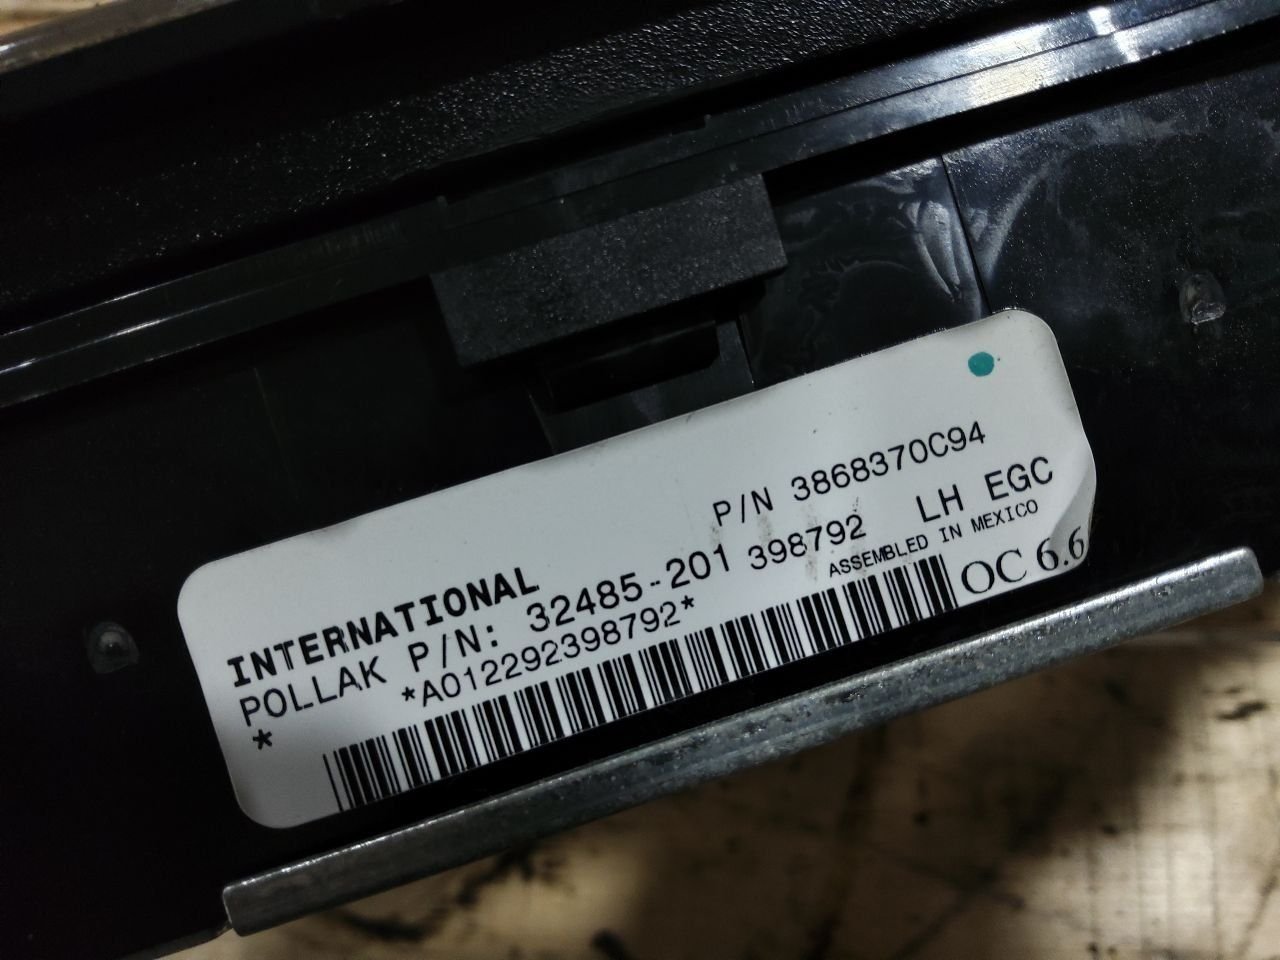 P/N 3868370C94
INTERNATIONAL
LH EGC
POLLAK P/N: 32485-201 398792
ASSEMBLED IN MEXICO
* *A012292398792*
OC 6.6